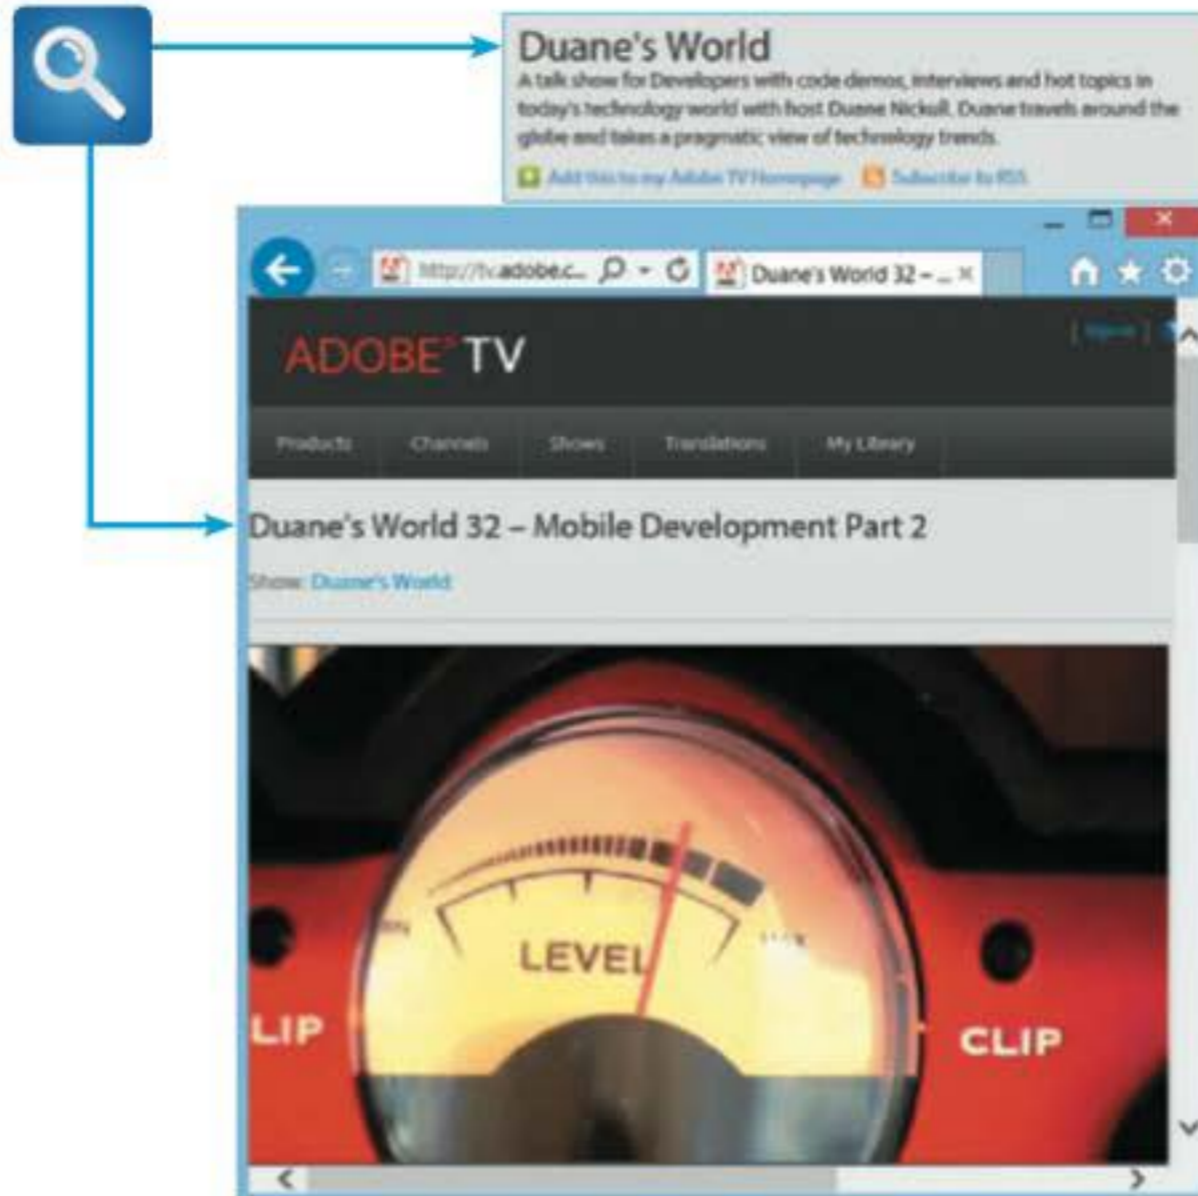 Duane's World
A talk show for Developers with code demos, interviews and hot topics in
today's technology world with host Duane Nickull. Duane travels around the
globe and takes a pragmatic view of technology trends.
Add this to my Adobe TV Homepage Subscribe to RSS
http://tv.adobe.c... Duane's World 32 – ...
ADOBE TV
Products Channels Shows Translations My Library
Duane's World 32 – Mobile Development Part 2
Show: Duane's World
LEVEL
LIP
CLIP